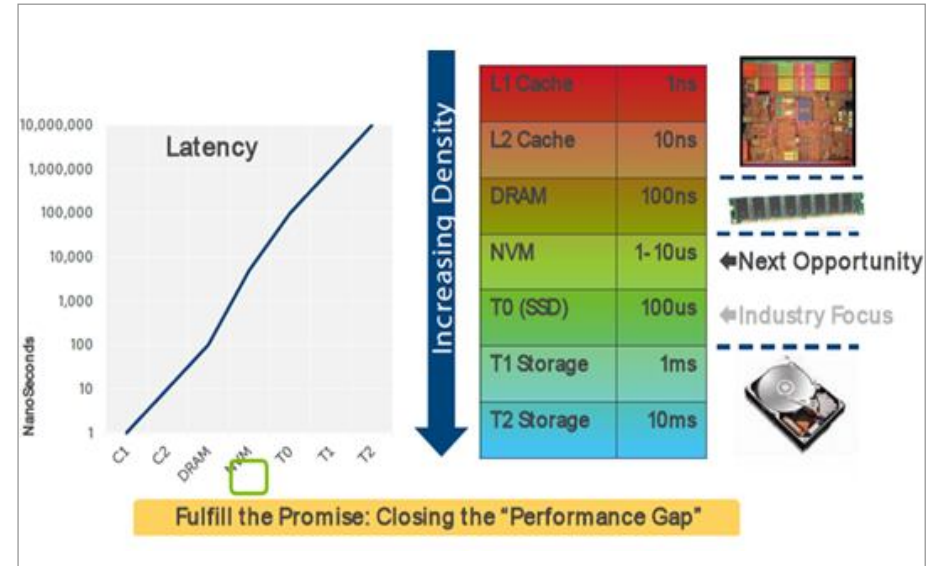 Latency
10,000,000
1,000,000
100,000
10,000
1,000
100
10
1
NanoSeconds
C1
C2
DRAM
NVM
T0
T1
T2
Increasing Density
L1 Cache 1ns
L2 Cache 10ns
DRAM 100ns
NVM 1-10us
T0 (SSD) 100us
T1 Storage 1ms
T2 Storage 10ms
Next Opportunity
Industry Focus
Fulfill the Promise: Closing the “Performance Gap”